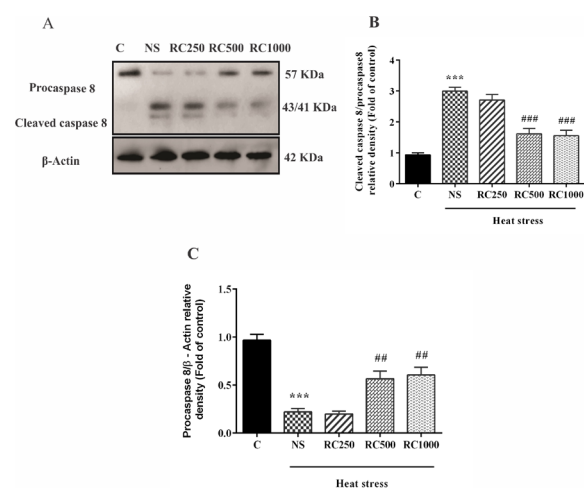 A
C NS RC250 RC500 RC1000
57 KDa
Procaspase 8
43/41 KDa
Cleaved caspase 8
β-Actin
42 KDa
B
Cleaved caspase 8/procaspase8
relative density (Fold of control)
4
3
2
1
0
***
###
###
C NS RC250 RC500 RC1000
Heat stress
C
Procaspase 8/β - Actin relative
density (Fold of control)
1.5
1.0
0.5
0.0
***
##
##
C NS RC250 RC500 RC1000
Heat stress